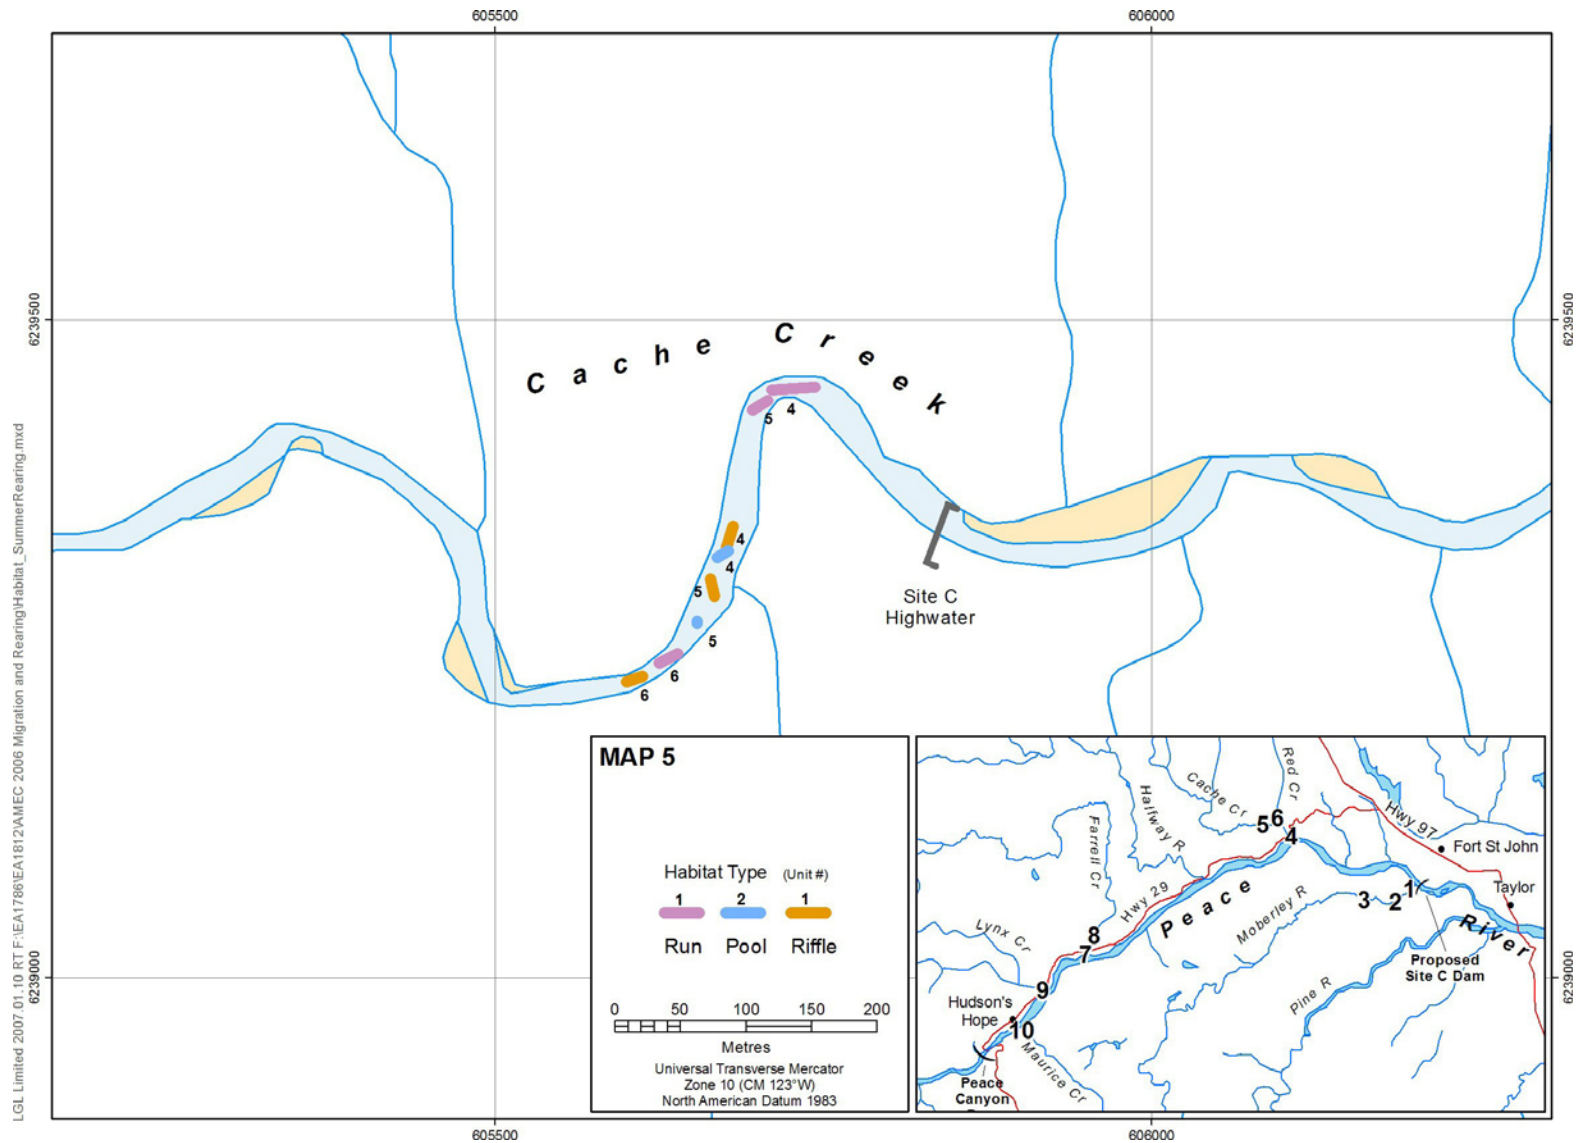 605500
606000
6239500
6239500
Cache Creek
5
4
4
4
5
5
6
6
Site C
Highwater
MAP 5
Habitat Type (Unit #)
1 2 1
Run Pool Riffle
0 50 100 150 200
Metres
Universal Transverse Mercator
Zone 10 (CM 123°W)
North American Datum 1983
Red Cr
Cache Cr
Halfway R
Farrell Cr
5 6
4
Hwy 97
Fort St John
Taylor
Hwy 29
Peace
River
Moberley R
3 2 1
Lynx Cr
8
7
Proposed
Site C Dam
Pine R
9
Hudson's
Hope
10
Maurice Cr
Peace
Canyon
6239000
6239000
605500
606000
LGL Limited 2007.01.10 RT F:\EA1786\EA1812\AMEC 2006 Migration and Rearing\Habitat_SummerRearing.mxd